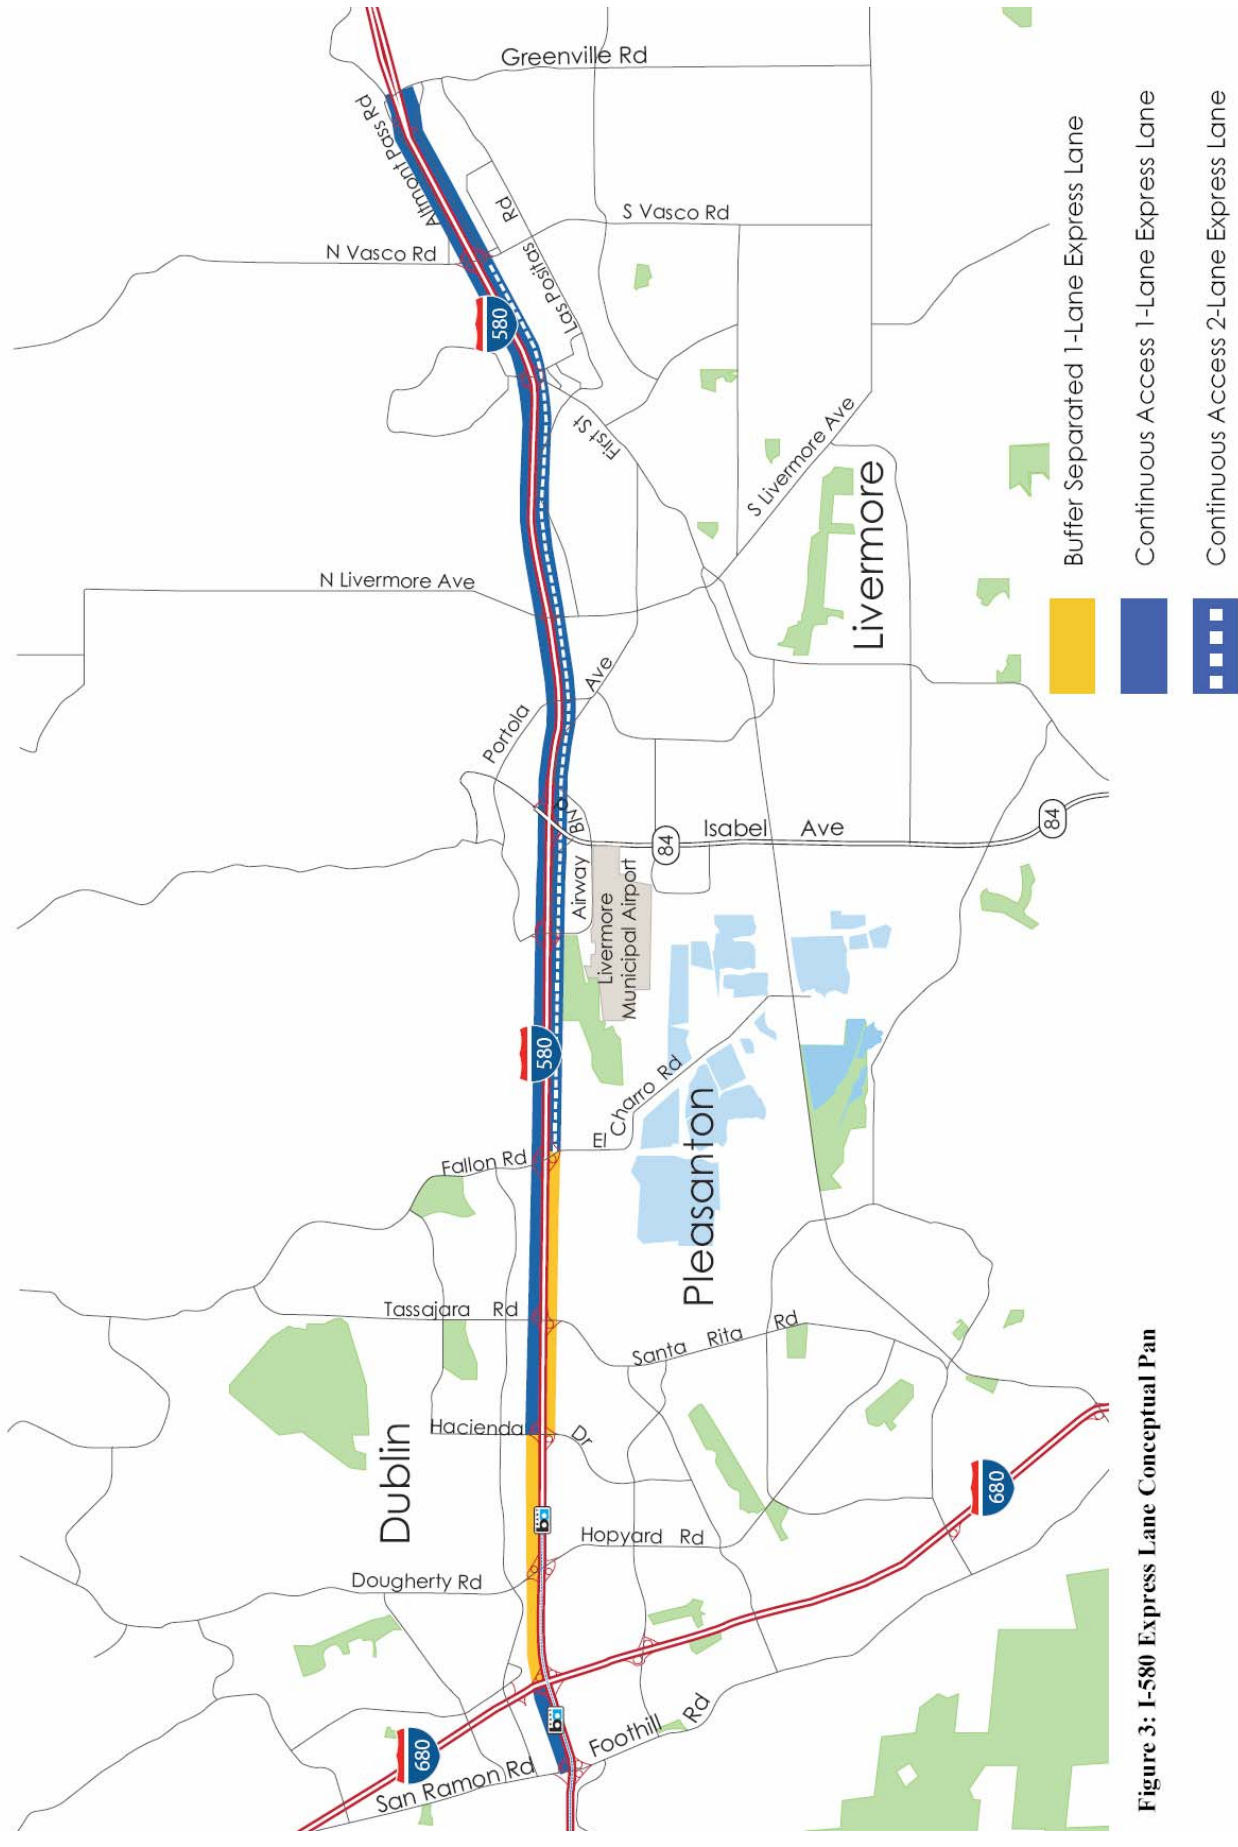 Greenville Rd
Altmont Pass Rd
Las Positas Rd
S Vasco Rd
N Vasco Rd
580
First St
S Livermore Ave
N Livermore Ave
Livermore
Portola Ave
Airway Blvd
84
Isabel Ave
84
Livermore
Municipal Airport
580
El Charro Rd
Fallon Rd
Pleasanton
Tassajara Rd
Santa Rita Rd
Hacienda Dr
Dublin
ba
Hopyard Rd
Dougherty Rd
680
ba
Foothill Rd
680
San Ramon Rd
Buffer Separated 1-Lane Express Lane
Continuous Access 1-Lane Express Lane
Continuous Access 2-Lane Express Lane
Figure 3: I-580 Express Lane Conceptual Pan